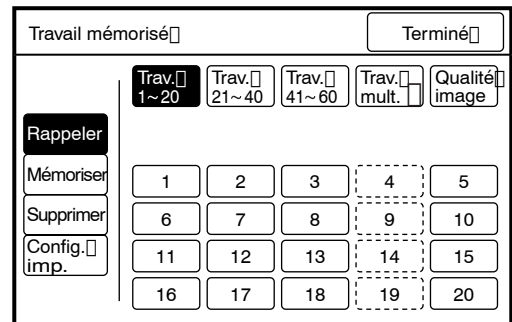 Travail mémorisé
Terminé
Trav. 1~20
Trav. 21~40
Trav. 41~60
Trav. mult.
Qualité image
Rappeler
Mémoriser
Supprimer
Config. imp.
1 2 3 4 5
6 7 8 9 10
11 12 13 14 15
16 17 18 19 20